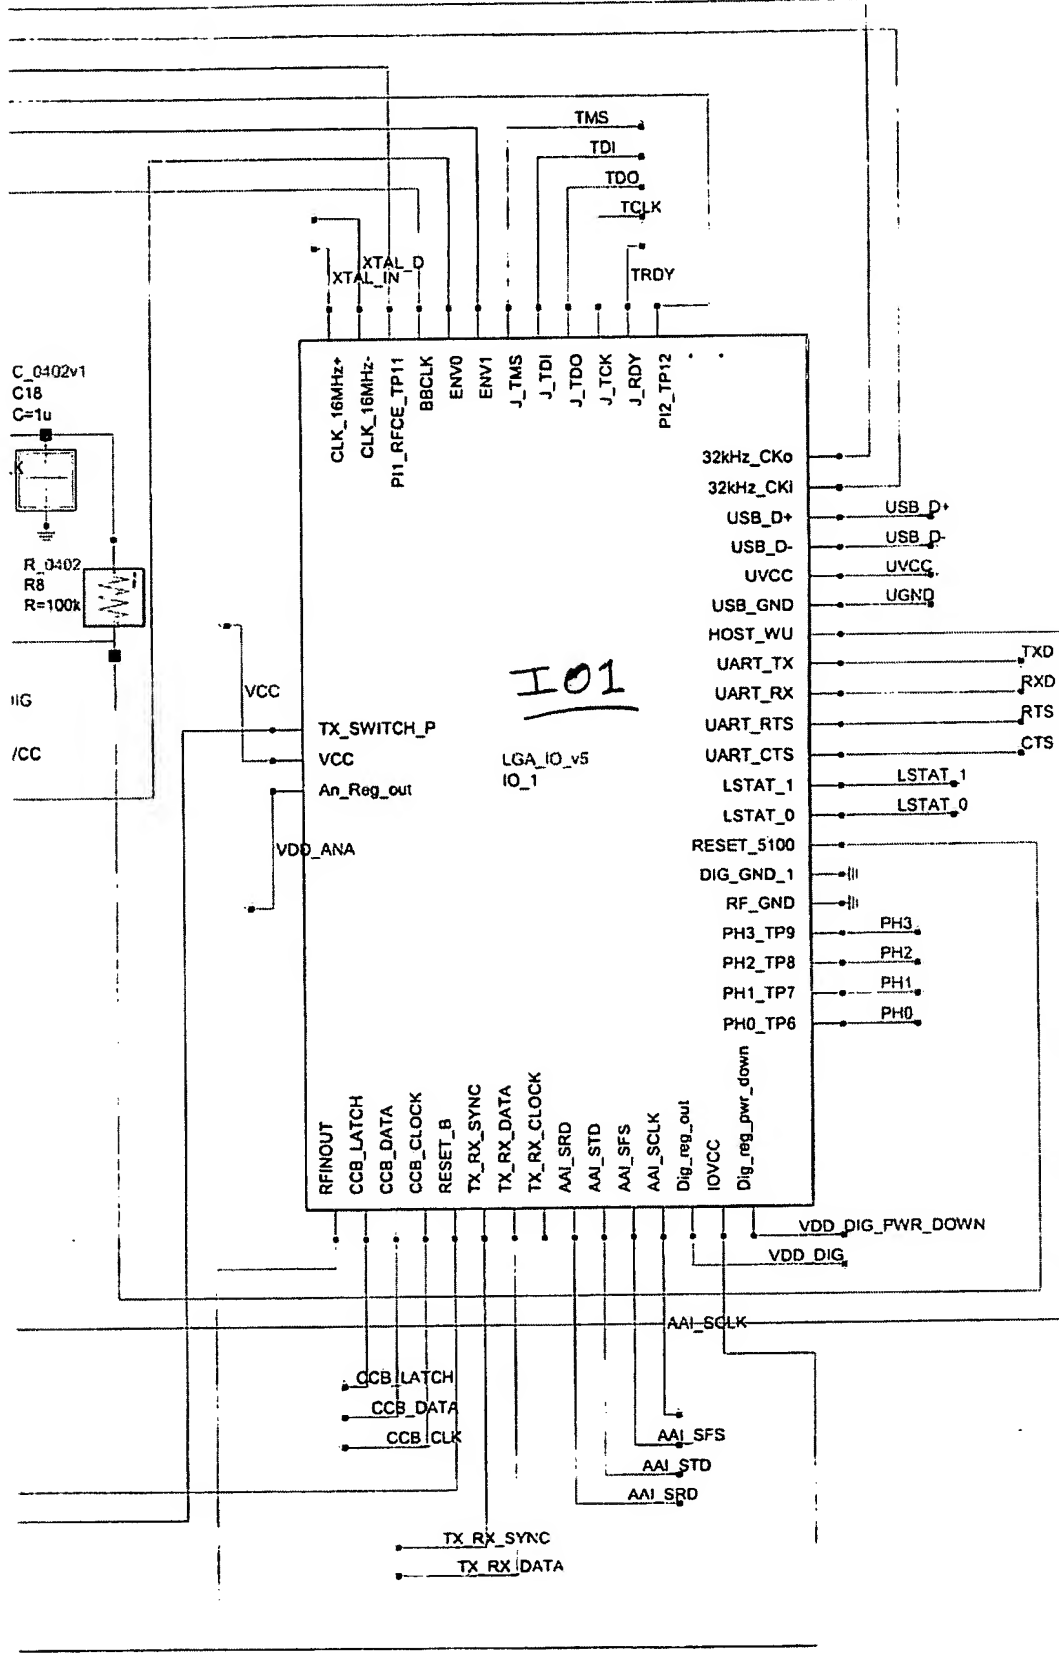 TMS
TDI
TDO
TCLK
TRDY
XTAL_D
XTAL_IN
CLK_16MHz+
CLK_16MHz-
PI1_RFCE_TP11
BBCLK
ENV0
ENV1
J_TMS
J_TDI
J_TDO
J_TCK
J_RDY
PI2_TP12
C_0402v1
C18
C=1u
R_0402
R8
R=100k
VCC
TX_SWITCH_P
VCC
An_Reg_out
VDD_ANA
IO1
LGA_IO_v5
IO_1
32kHz_CKo
32kHz_CKi
USB_D+
USB_D+
USB_D-
USB_D-
UVCC
UVCC
USB_GND
UGND
HOST_WU
UART_TX
TXD
UART_RX
RXD
UART_RTS
RTS
UART_CTS
CTS
LSTAT_1
LSTAT_1
LSTAT_0
LSTAT_0
RESET_5100
DIG_GND_1
RF_GND
PH3_TP9
PH3
PH2_TP8
PH2
PH1_TP7
PH1
PH0_TP6
PH0
RFINOUT
CCB_LATCH
CCB_DATA
CCB_CLOCK
RESET_B
TX_RX_SYNC
TX_RX_DATA
TX_RX_CLOCK
AAI_SRD
AAI_STD
AAI_SFS
AAI_SCLK
Dig_reg_out
IOVCC
Dig_reg_pwr_down
VDD_DIG_PWR_DOWN
VDD_DIG
AAI_SCLK
CCB_LATCH
CCB_DATA
CCB_CLK
AAI_SFS
AAI_STD
AAI_SRD
TX_RX_SYNC
TX_RX_DATA